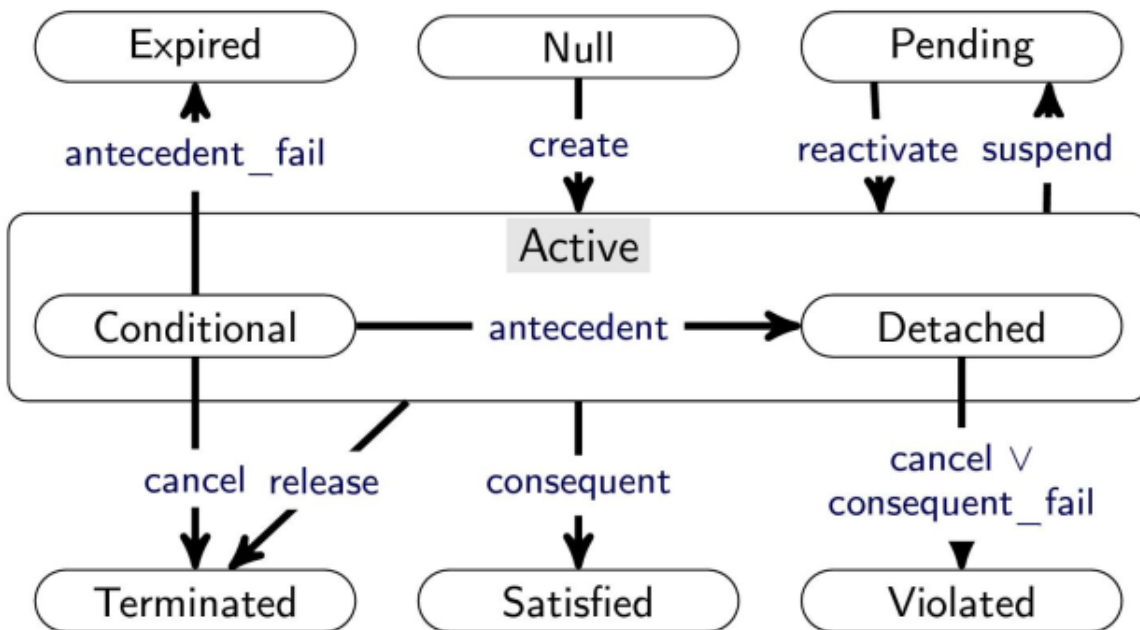 Expired
Null
Pending
antecedent_fail
create
reactivate
suspend
Active
Conditional
antecedent
Detached
cancel
release
consequent
cancel ∨
consequent_fail
Terminated
Satisfied
Violated